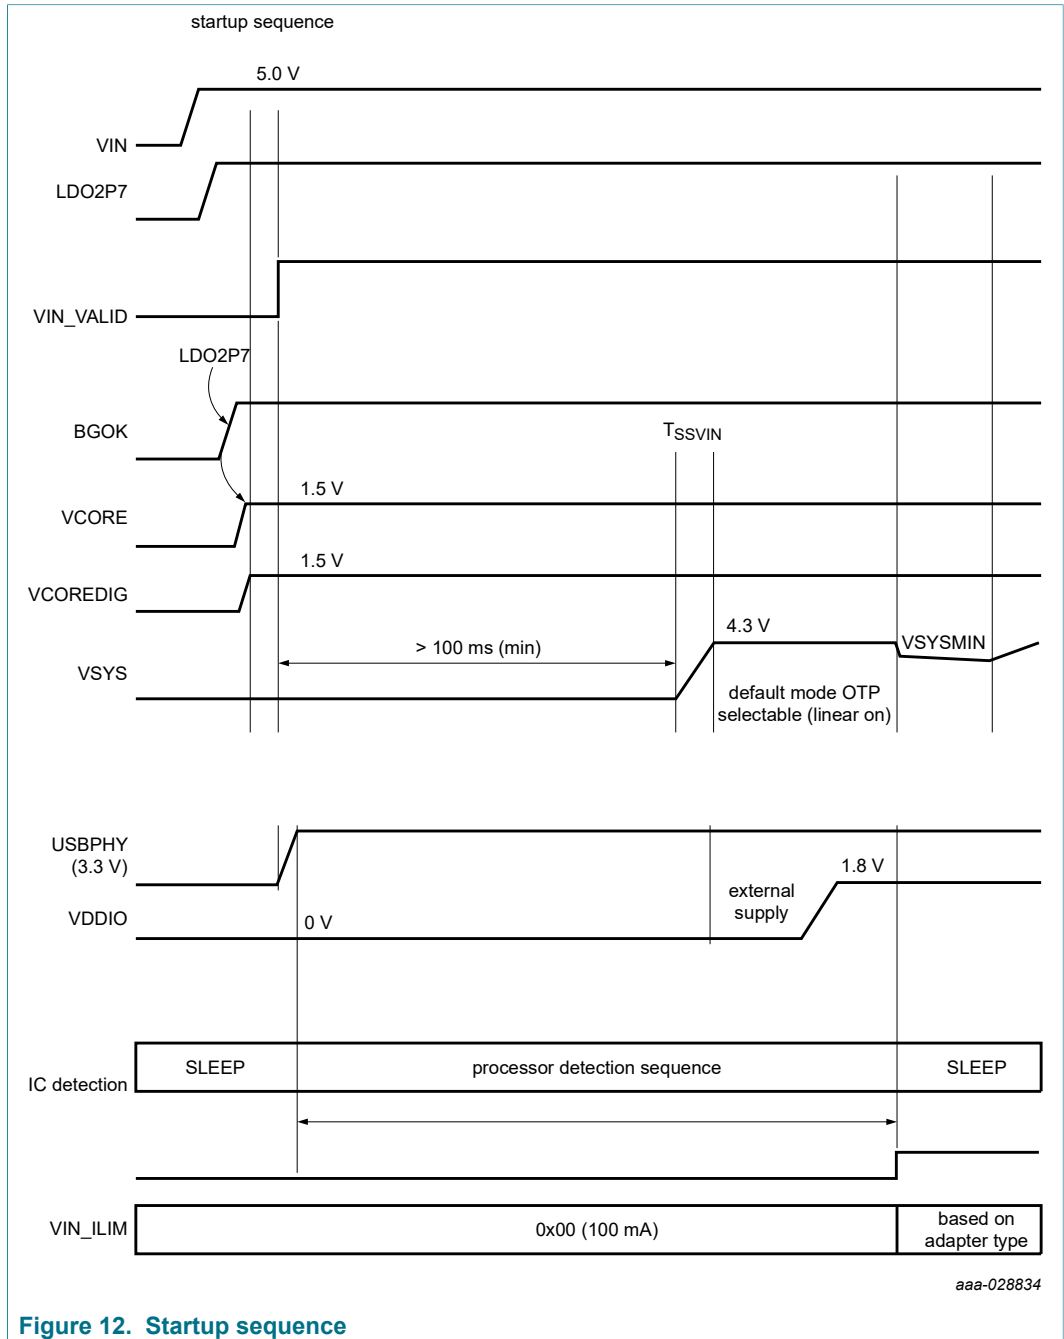 startup sequence
5.0 V
VIN
LDO2P7
VIN_VALID
LDO2P7
BGOK
TSSVIN
1.5 V
VCORE
1.5 V
VCOREDIG
4.3 V
> 100 ms (min)
VSYSMIN
VSYS
default mode OTP
selectable (linear on)
USBPHY
(3.3 V)
1.8 V
external
supply
VDDIO
0 V
SLEEP
processor detection sequence
SLEEP
IC detection
VIN_ILIM
0x00 (100 mA)
based on
adapter type
aaa-028834
Figure 12. Startup sequence